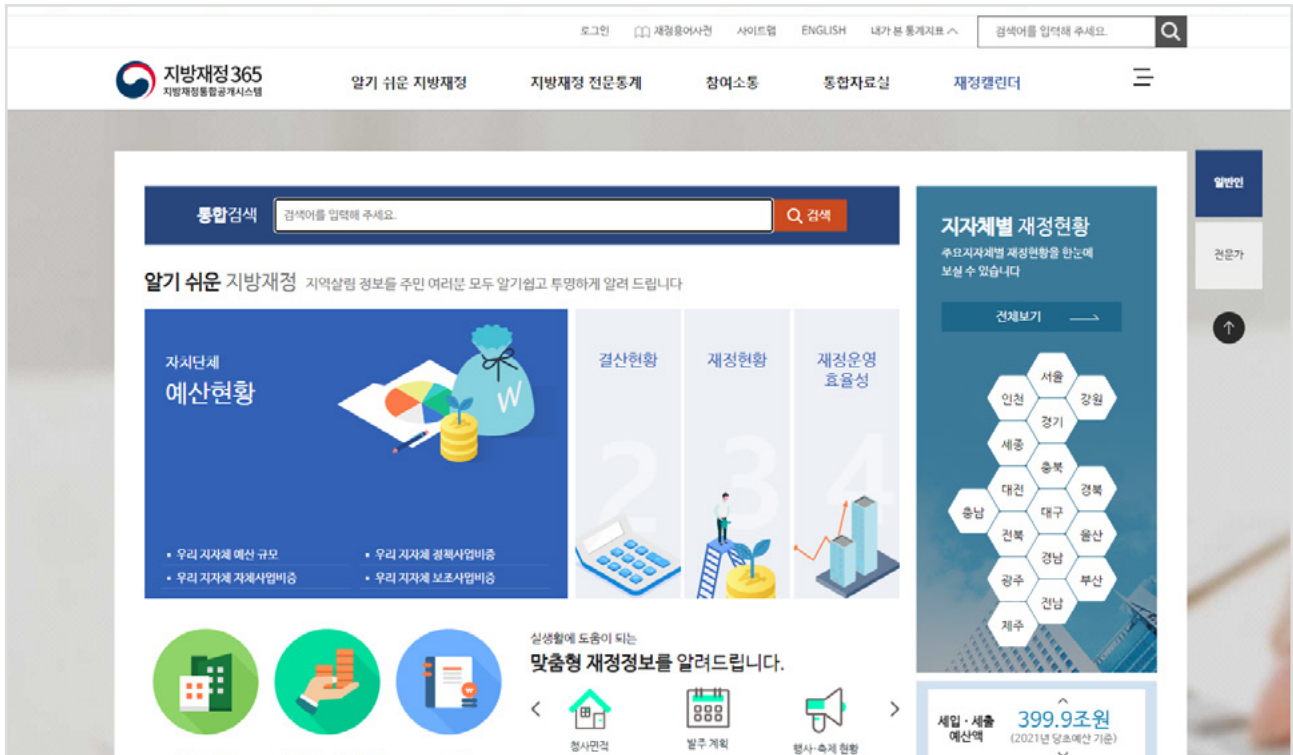 로그인
재정용어사전
사이트맵
ENGLISH
내가 본 통계지표
검색어를 입력해 주세요.
지방재정 365
지방재정통합공개시스템
알기 쉬운 지방재정
지방재정 전문통계
참여소통
통합자료실
재정캘린더
통합검색
검색어를 입력해 주세요.
검색
알기 쉬운 지방재정
지역살림 정보를 주민 여러분 모두 알기쉽고 투명하게 알려 드립니다
자치단체
예산현황
우리 지자체 예산 규모
우리 지자체 정책사업비중
우리 지자체 자체사업비중
우리 지자체 보조사업비중
결산현황
2
재정현황
3
재정운영
효율성
4
지자체별 재정현황
주요지자체별 재정현황을 한눈에
보실 수 있습니다
전체보기
서울
인천
강원
경기
세종
충북
대전
경북
충남
대구
전북
울산
경남
광주
부산
전남
제주
일반인
전문가
실생활에 도움이 되는
맞춤형 재정정보를 알려드립니다.
청사면적
발주 계획
행사·축제 현황
세입·세출
예산액
399.9조원
(2021년 당초예산 기준)